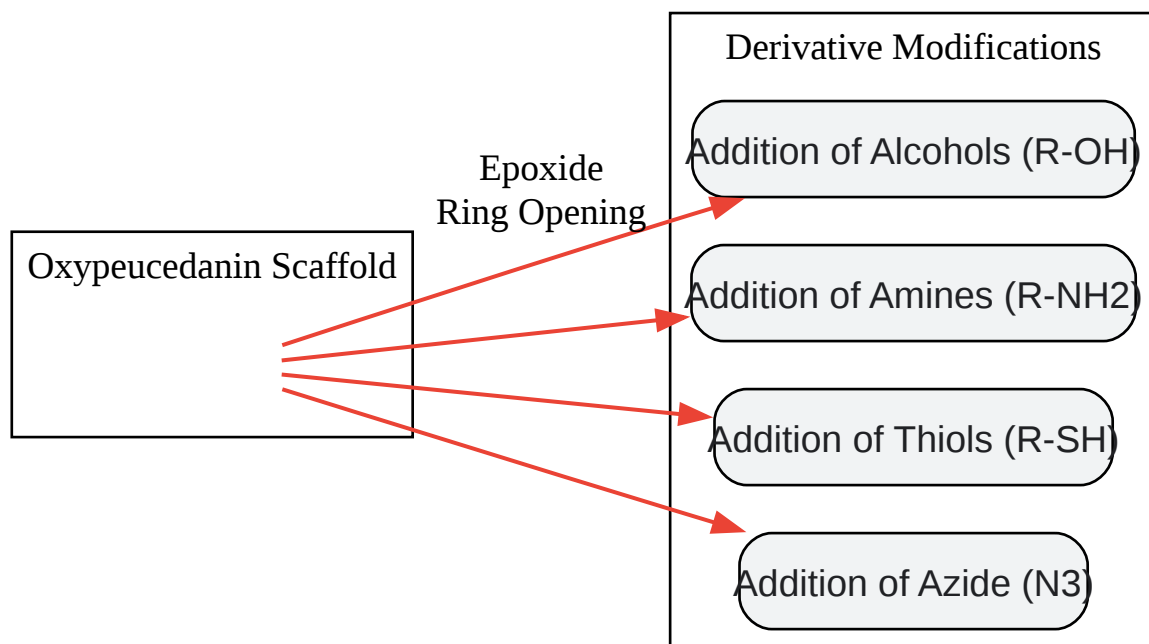 Derivative Modifications
Addition of Alcohols (R-OH)
Epoxide
Ring Opening
Oxypeucedanin Scaffold
Addition of Amines (R-NH2)
Addition of Thiols (R-SH)
Addition of Azide (N3)